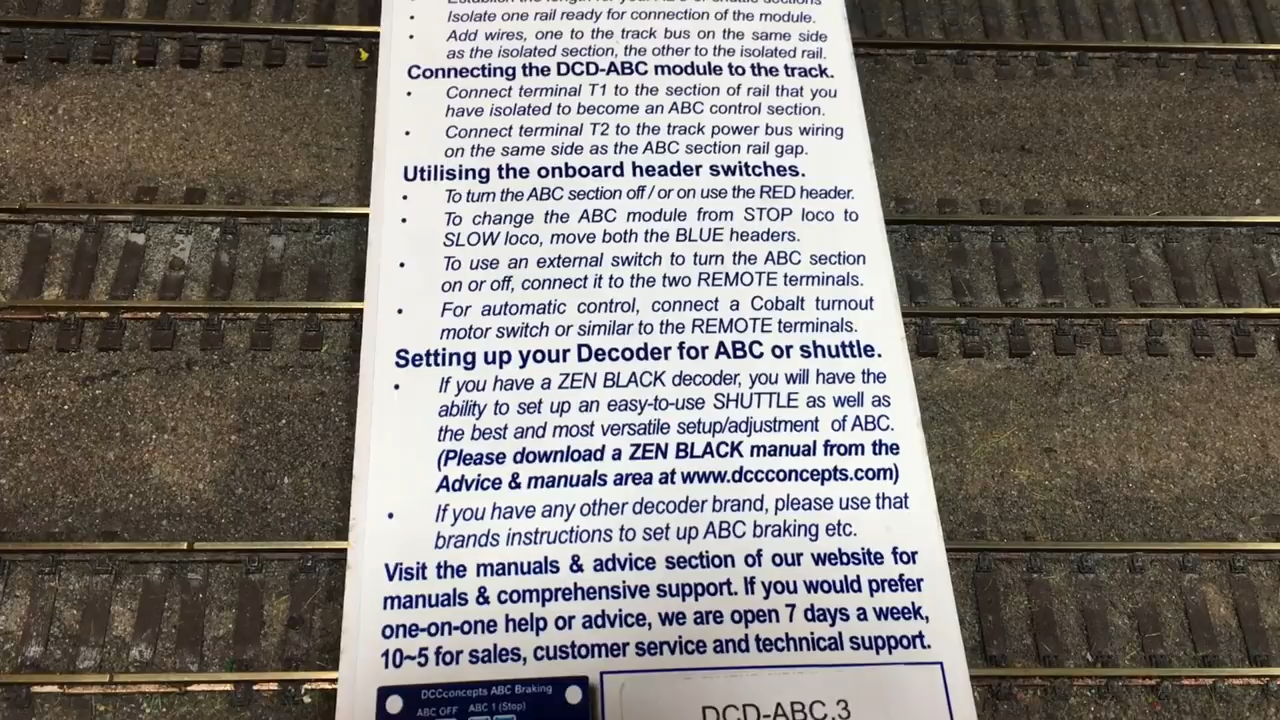 Establish the length for your ABC or shuttle sections
• Isolate one rail ready for connection of the module.
• Add wires, one to the track bus on the same side
as the isolated section, the other to the isolated rail.
Connecting the DCD-ABC module to the track.
• Connect terminal T1 to the section of rail that you
have isolated to become an ABC control section.
• Connect terminal T2 to the track power bus wiring
on the same side as the ABC section rail gap.
Utilising the onboard header switches.
• To turn the ABC section off / or on use the RED header.
• To change the ABC module from STOP loco to
SLOW loco, move both the BLUE headers.
• To use an external switch to turn the ABC section
on or off, connect it to the two REMOTE terminals.
• For automatic control, connect a Cobalt turnout
motor switch or similar to the REMOTE terminals.
Setting up your Decoder for ABC or shuttle.
• If you have a ZEN BLACK decoder, you will have the
ability to set up an easy-to-use SHUTTLE as well as
the best and most versatile setup/adjustment of ABC.
(Please download a ZEN BLACK manual from the
Advice & manuals area at www.dccconcepts.com)
• If you have any other decoder brand, please use that
brands instructions to set up ABC braking etc.
Visit the manuals & advice section of our website for
manuals & comprehensive support. If you would prefer
one-on-one help or advice, we are open 7 days a week,
10~5 for sales, customer service and technical support.
DCCconcepts ABC Braking
ABC OFF ABC 1 (Stop)
DCD-ABC.3